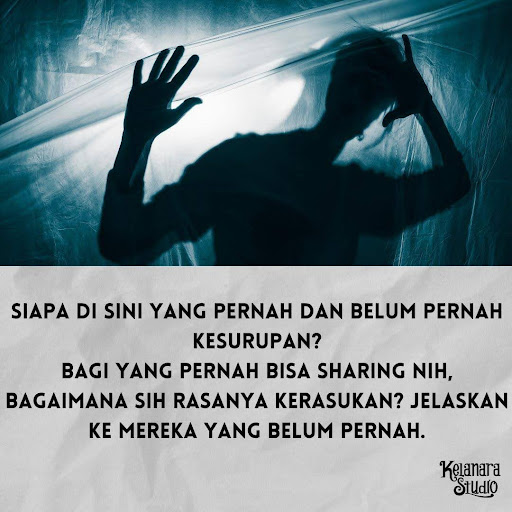 SIAPA DI SINI YANG PERNAH DAN BELUM PERNAH
KESURUPAN?
BAGI YANG PERNAH BISA SHARING NIH,
BAGAIMANA SIH RASANYA KERASUKAN? JELASKAN
KE MEREKA YANG BELUM PERNAH.
Kelanara
Studio